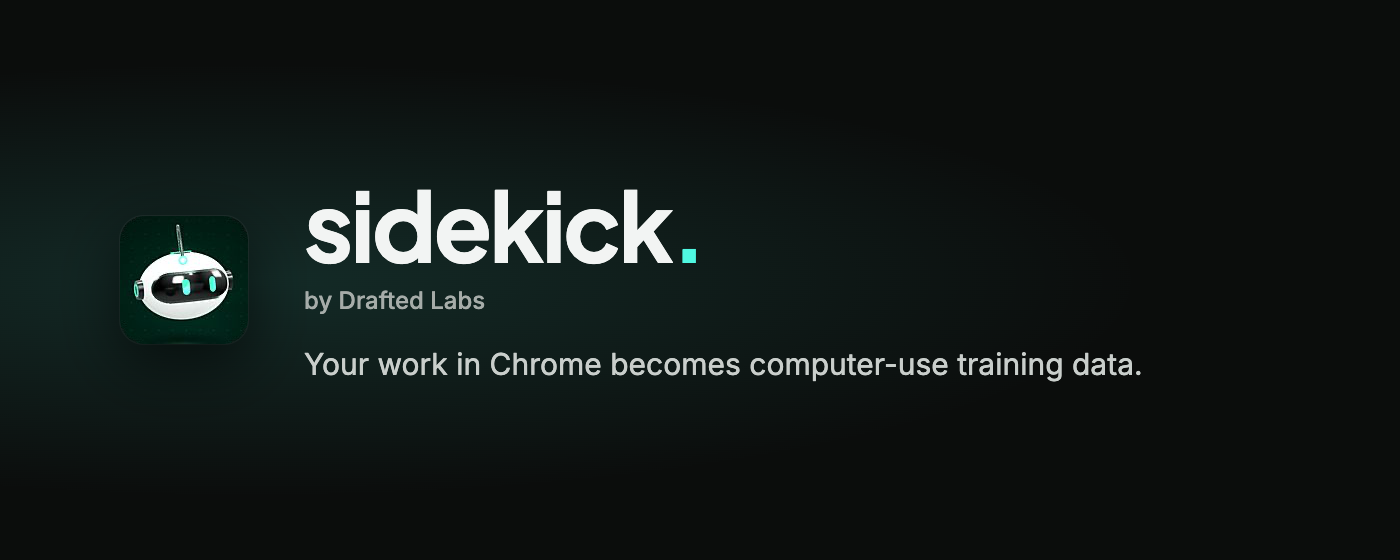 sidekick.
by Drafted Labs
Your work in Chrome becomes computer-use training data.